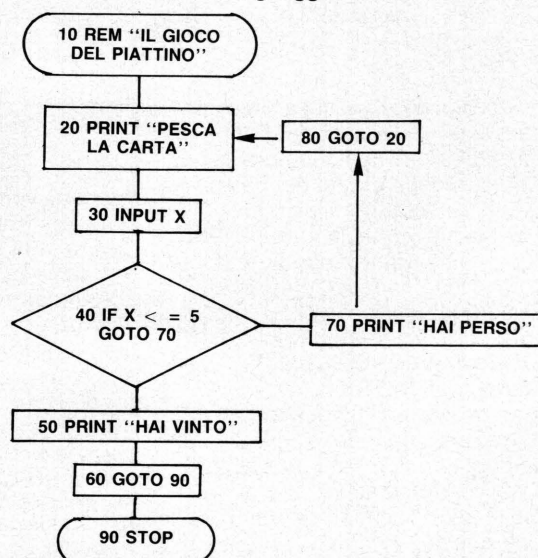 10 REM “IL GIOCO
DEL PIATTINO”
20 PRINT “PESCA
LA CARTA”
80 GOTO 20
30 INPUT X
40 IF X < = 5
GOTO 70
70 PRINT “HAI PERSO”
50 PRINT “HAI VINTO”
60 GOTO 90
90 STOP